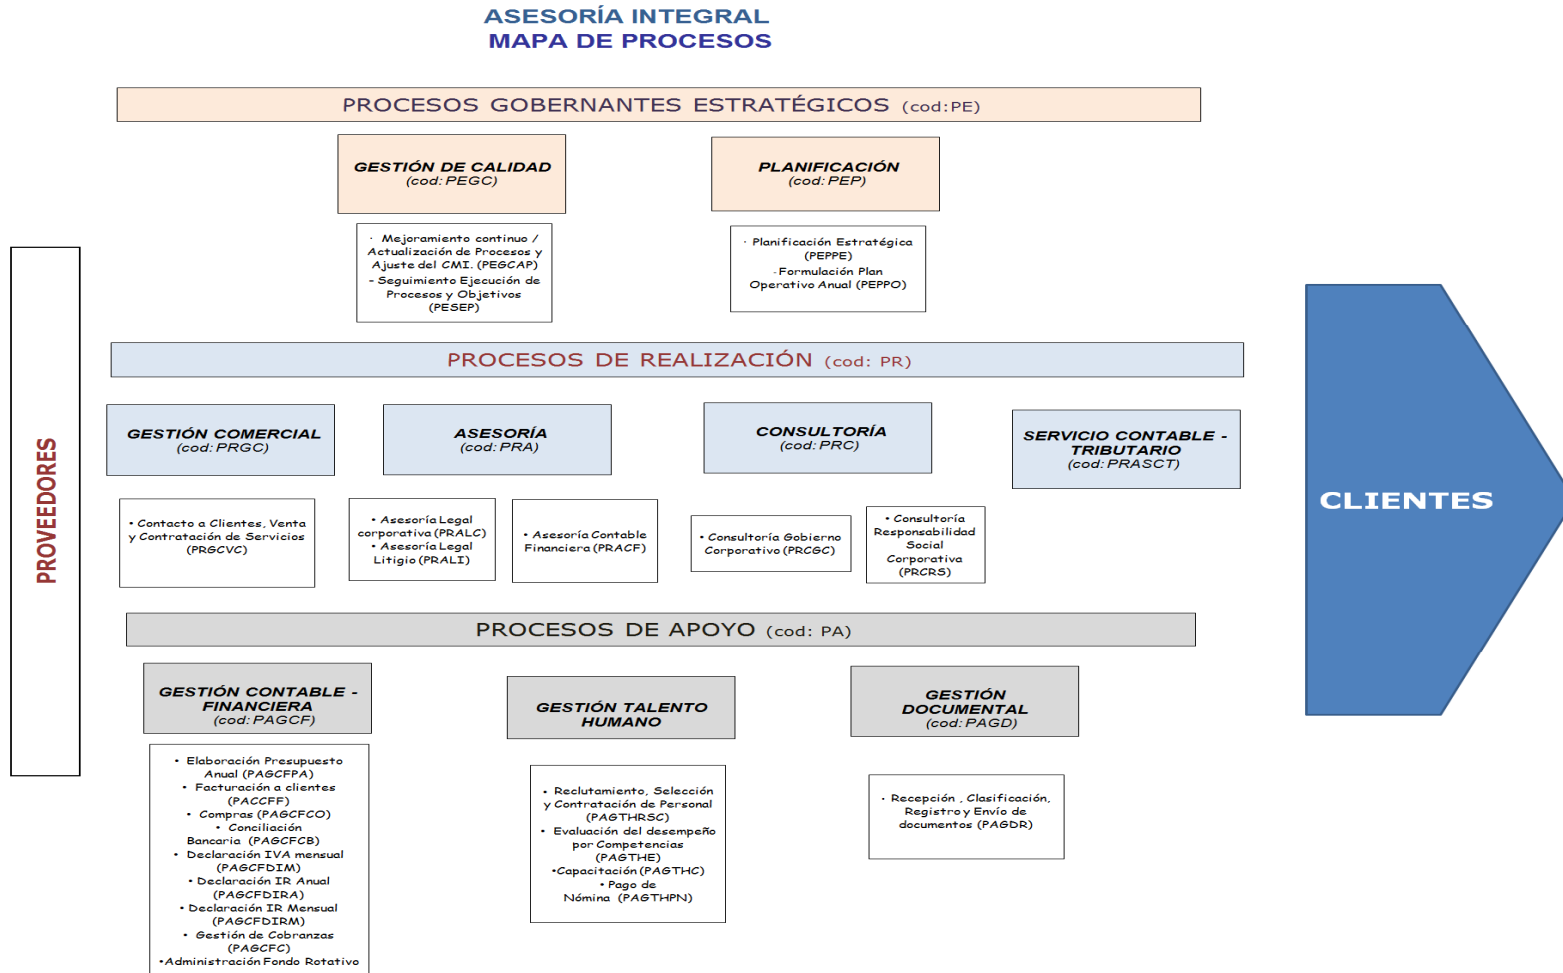 ASESORÍA INTEGRAL
MAPA DE PROCESOS
PROCESOS GOBERNANTES ESTRATÉGICOS (cod:PE)
GESTIÓN DE CALIDAD
(cod: PEGC)
PLANIFICACIÓN
(cod: PEP)
· Mejoramiento continuo /
Actualización de Procesos y
Ajuste del CMI. (PEGCAP)
- Seguimiento Ejecución de
Procesos y Objetivos
(PESEP)
· Planificación Estratégica
(PEPPE)
-Formulación Plan
Operativo Anual (PEPPO)
PROVEEDORES
PROCESOS DE REALIZACIÓN (cod: PR)
GESTIÓN COMERCIAL
(cod: PRGC)
ASESORÍA
(cod: PRA)
CONSULTORÍA
(cod: PRC)
SERVICIO CONTABLE -
TRIBUTARIO
(cod: PRASCT)
• Contacto a Clientes, Venta
y Contratación de Servicios
(PRGCVC)
• Asesoría Legal
corporativa (PRALC)
• Asesoría Legal
Litigio (PRALI)
• Asesoría Contable
Financiera (PRACF)
• Consultoría Gobierno
Corporativo (PRCGC)
• Consultoría
Responsabilidad
Social
Corporativa
(PRCRS)
CLIENTES
PROCESOS DE APOYO (cod: PA)
GESTIÓN CONTABLE -
FINANCIERA
(cod: PAGCF)
GESTIÓN TALENTO
HUMANO
GESTIÓN
DOCUMENTAL
(cod: PAGD)
• Elaboración Presupuesto
Anual (PAGCFPA)
• Facturación a clientes
(PACCFF)
• Compras (PAGCFCO)
• Conciliación
Bancaria (PAGCFCB)
• Declaración IVA mensual
(PAGCFDIM)
• Declaración IR Anual
(PAGCFDIRA)
• Declaración IR Mensual
(PAGCFDIRM)
• Gestión de Cobranzas
(PAGCFC)
•Administración Fondo Rotativo
• Reclutamiento, Selección
y Contratación de Personal
(PAGTHRSC)
• Evaluación del desempeño
por Competencias
(PAGTHE)
•Capacitación (PAGTHC)
• Pago de
Nómina (PAGTHPN)
· Recepción , Clasificación,
Registro y Envío de
documentos (PAGDR)